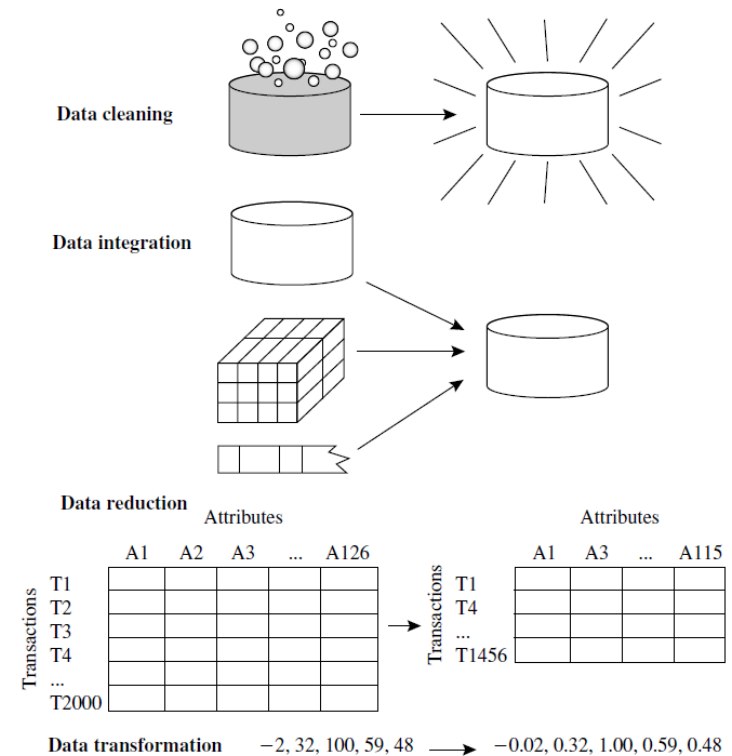 Data cleaning
Data integration
Data reduction
Attributes
Attributes
A1 A2 A3 ... A126
A1 A3 ... A115
Transactions
T1
T2
T3
T4
...
T2000
Transactions
T1
T4
...
T1456
Data transformation −2, 32, 100, 59, 48 −0.02, 0.32, 1.00, 0.59, 0.48